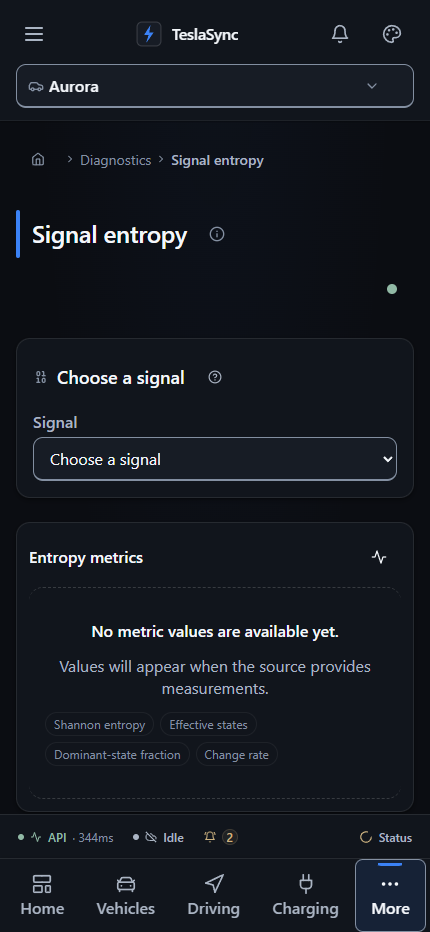 TeslaSync
Aurora
Diagnostics
Signal entropy
Signal entropy
Choose a signal
Signal
Choose a signal
Entropy metrics
No metric values are available yet.
Values will appear when the source provides
measurements.
Shannon entropy
Effective states
Dominant-state fraction
Change rate
API · 344ms
Idle
2
Status
Home
Vehicles
Driving
Charging
More